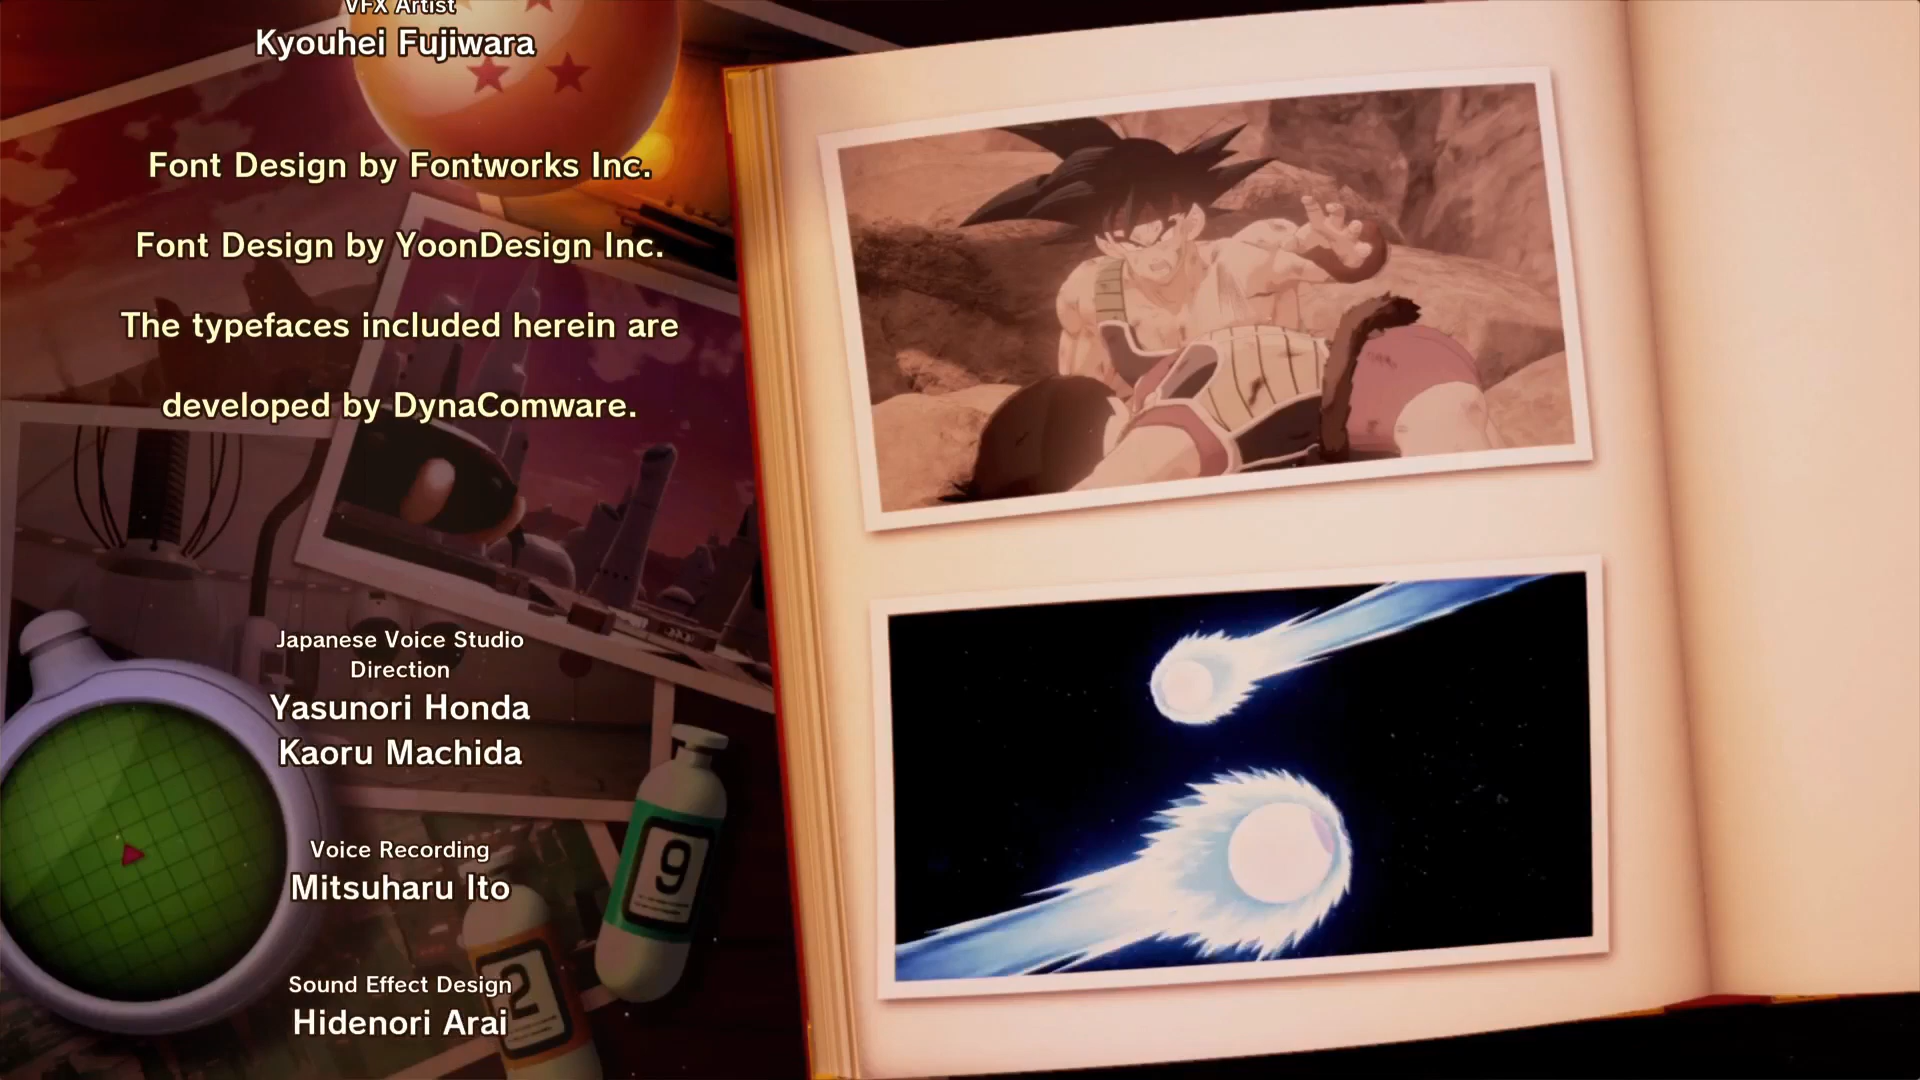 VFX Artist
Kyouhei Fujiwara
Font Design by Fontworks Inc.
Font Design by YoonDesign Inc.
The typefaces included herein are
developed by DynaComware.
Japanese Voice Studio
Direction
Yasunori Honda
Kaoru Machida
Voice Recording
Mitsuharu Ito
9
Sound Effect Design
Hidenori Arai
2